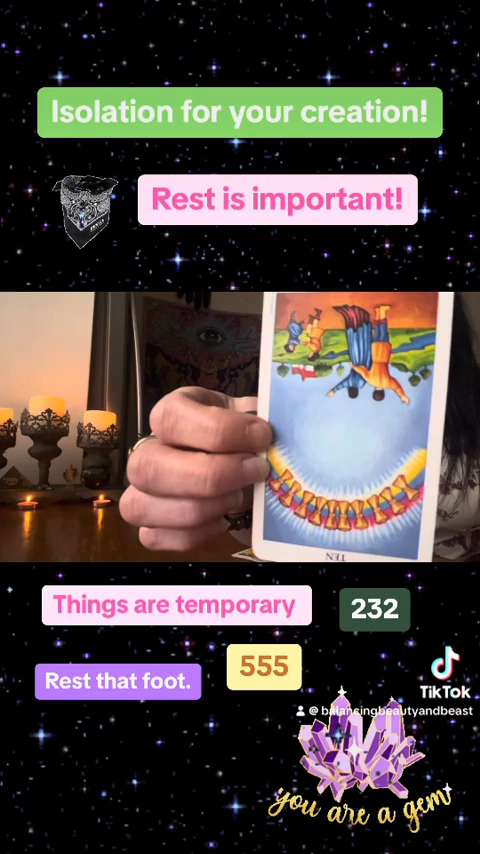 Isolation for your creation!
Rest is important!
TEN
Things are temporary
232
555
Rest that foot.
TikTok
@balancingbeautyandbeast
you are a gem